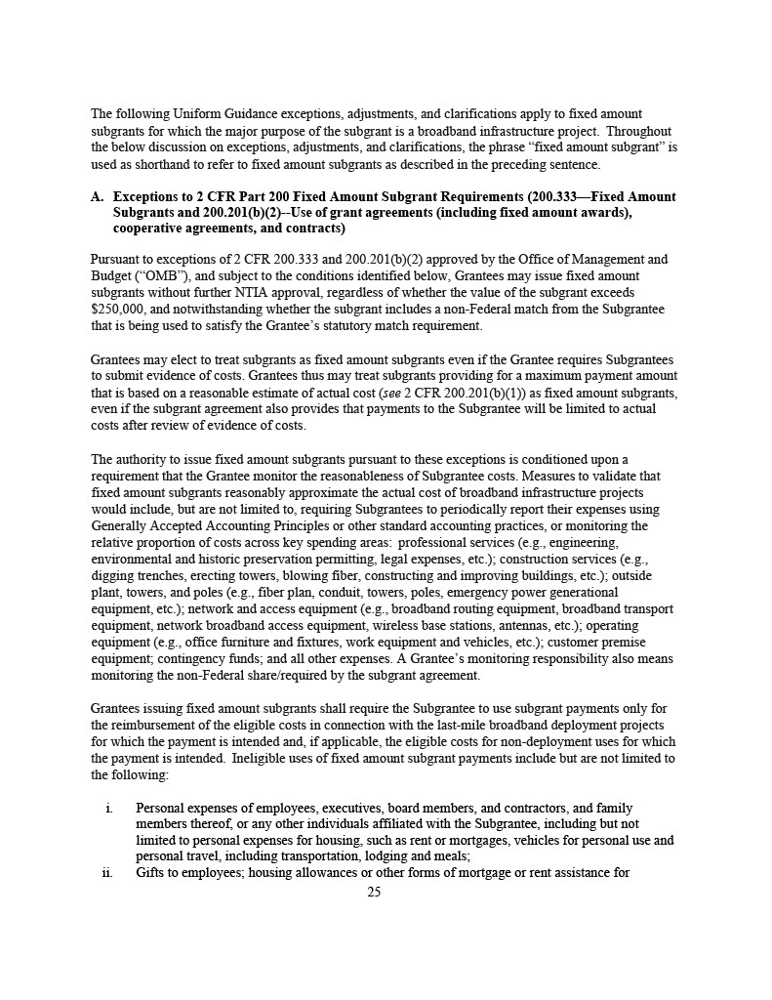 The following Uniform Guidance exceptions, adjustments, and clarifications apply to fixed amount
subgrants for which the major purpose of the subgrant is a broadband infrastructure project.  Throughout
the below discussion on exceptions, adjustments, and clarifications, the phrase “fixed amount subgrant” is
used as shorthand to refer to fixed amount subgrants as described in the preceding sentence.
A. Exceptions to 2 CFR Part 200 Fixed Amount Subgrant Requirements (200.333—Fixed Amount
Subgrants and 200.201(b)(2)--Use of grant agreements (including fixed amount awards),
cooperative agreements, and contracts)
Pursuant to exceptions of 2 CFR 200.333 and 200.201(b)(2) approved by the Office of Management and
Budget (“OMB”), and subject to the conditions identified below, Grantees may issue fixed amount
subgrants without further NTIA approval, regardless of whether the value of the subgrant exceeds
$250,000, and notwithstanding whether the subgrant includes a non-Federal match from the Subgrantee
that is being used to satisfy the Grantee’s statutory match requirement.
Grantees may elect to treat subgrants as fixed amount subgrants even if the Grantee requires Subgrantees
to submit evidence of costs. Grantees thus may treat subgrants providing for a maximum payment amount
that is based on a reasonable estimate of actual cost (see 2 CFR 200.201(b)(1)) as fixed amount subgrants,
even if the subgrant agreement also provides that payments to the Subgrantee will be limited to actual
costs after review of evidence of costs.
The authority to issue fixed amount subgrants pursuant to these exceptions is conditioned upon a
requirement that the Grantee monitor the reasonableness of Subgrantee costs. Measures to validate that
fixed amount subgrants reasonably approximate the actual cost of broadband infrastructure projects
would include, but are not limited to, requiring Subgrantees to periodically report their expenses using
Generally Accepted Accounting Principles or other standard accounting practices, or monitoring the
relative proportion of costs across key spending areas:  professional services (e.g., engineering,
environmental and historic preservation permitting, legal expenses, etc.); construction services (e.g.,
digging trenches, erecting towers, blowing fiber, constructing and improving buildings, etc.); outside
plant, towers, and poles (e.g., fiber plan, conduit, towers, poles, emergency power generational
equipment, etc.); network and access equipment (e.g., broadband routing equipment, broadband transport
equipment, network broadband access equipment, wireless base stations, antennas, etc.); operating
equipment (e.g., office furniture and fixtures, work equipment and vehicles, etc.); customer premise
equipment; contingency funds; and all other expenses. A Grantee’s monitoring responsibility also means
monitoring the non-Federal share/required by the subgrant agreement.
Grantees issuing fixed amount subgrants shall require the Subgrantee to use subgrant payments only for
the reimbursement of the eligible costs in connection with the last-mile broadband deployment projects
for which the payment is intended and, if applicable, the eligible costs for non-deployment uses for which
the payment is intended.  Ineligible uses of fixed amount subgrant payments include but are not limited to
the following:
i. Personal expenses of employees, executives, board members, and contractors, and family
members thereof, or any other individuals affiliated with the Subgrantee, including but not
limited to personal expenses for housing, such as rent or mortgages, vehicles for personal use and
personal travel, including transportation, lodging and meals;
ii. Gifts to employees; housing allowances or other forms of mortgage or rent assistance for
25